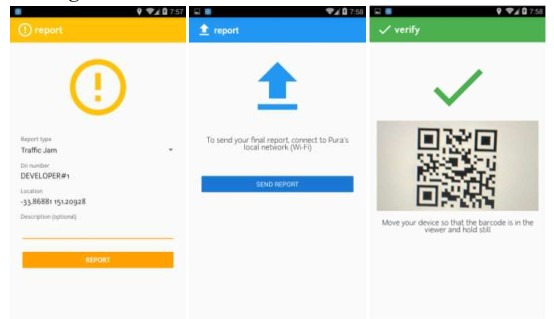 7:57
report
Report type
Traffic Jam
Din number
DEVELOPER#1
Location
-33.86881 151.20928
Description (optional)
REPORT
7:58
report
To send your final report, connect to Pura's
local network (Wi-Fi)
SEND REPORT
7:58
verify
Move your device so that the barcode is in the
viewer and hold still